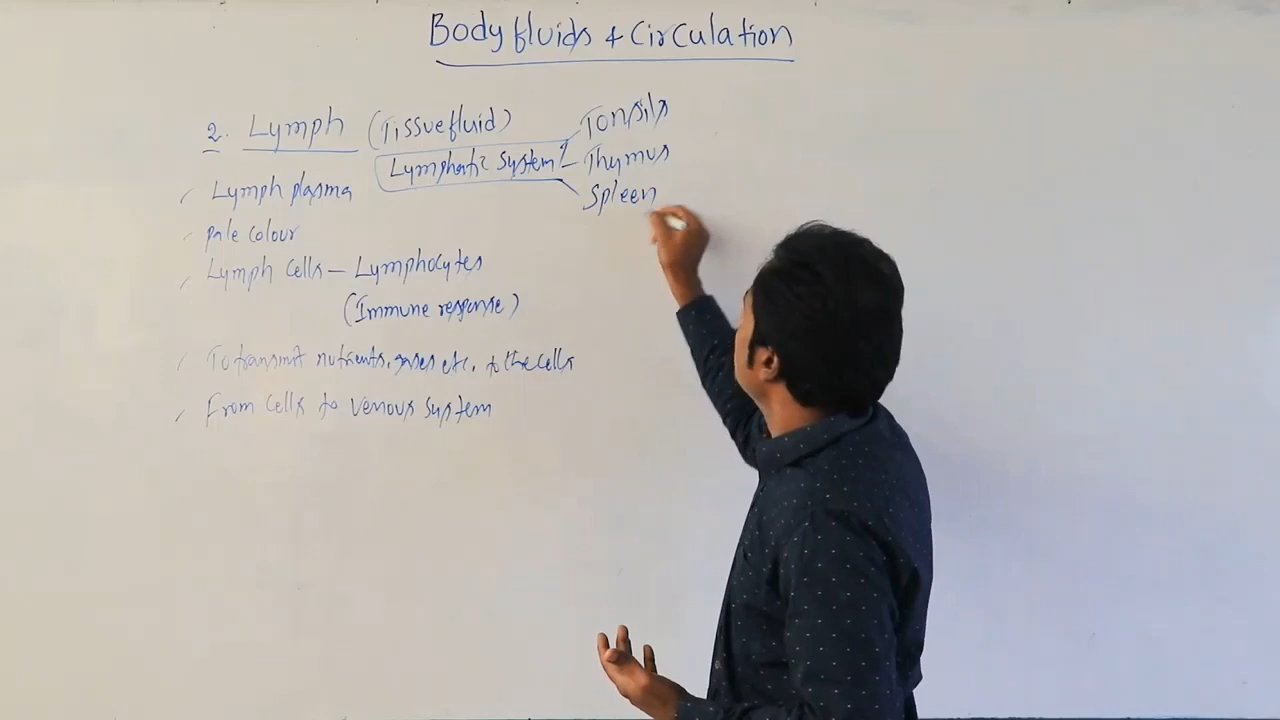 Body fluids & Circulation
2. Lymph (Tissue fluid)
Lymphatic System
Tonsils
Thymus
Spleen
Lymph plasma
pale colour
Lymph Cells – Lymphocytes
(Immune response)
To transmit nutrients, gases etc. to the cells
From cells to venous system